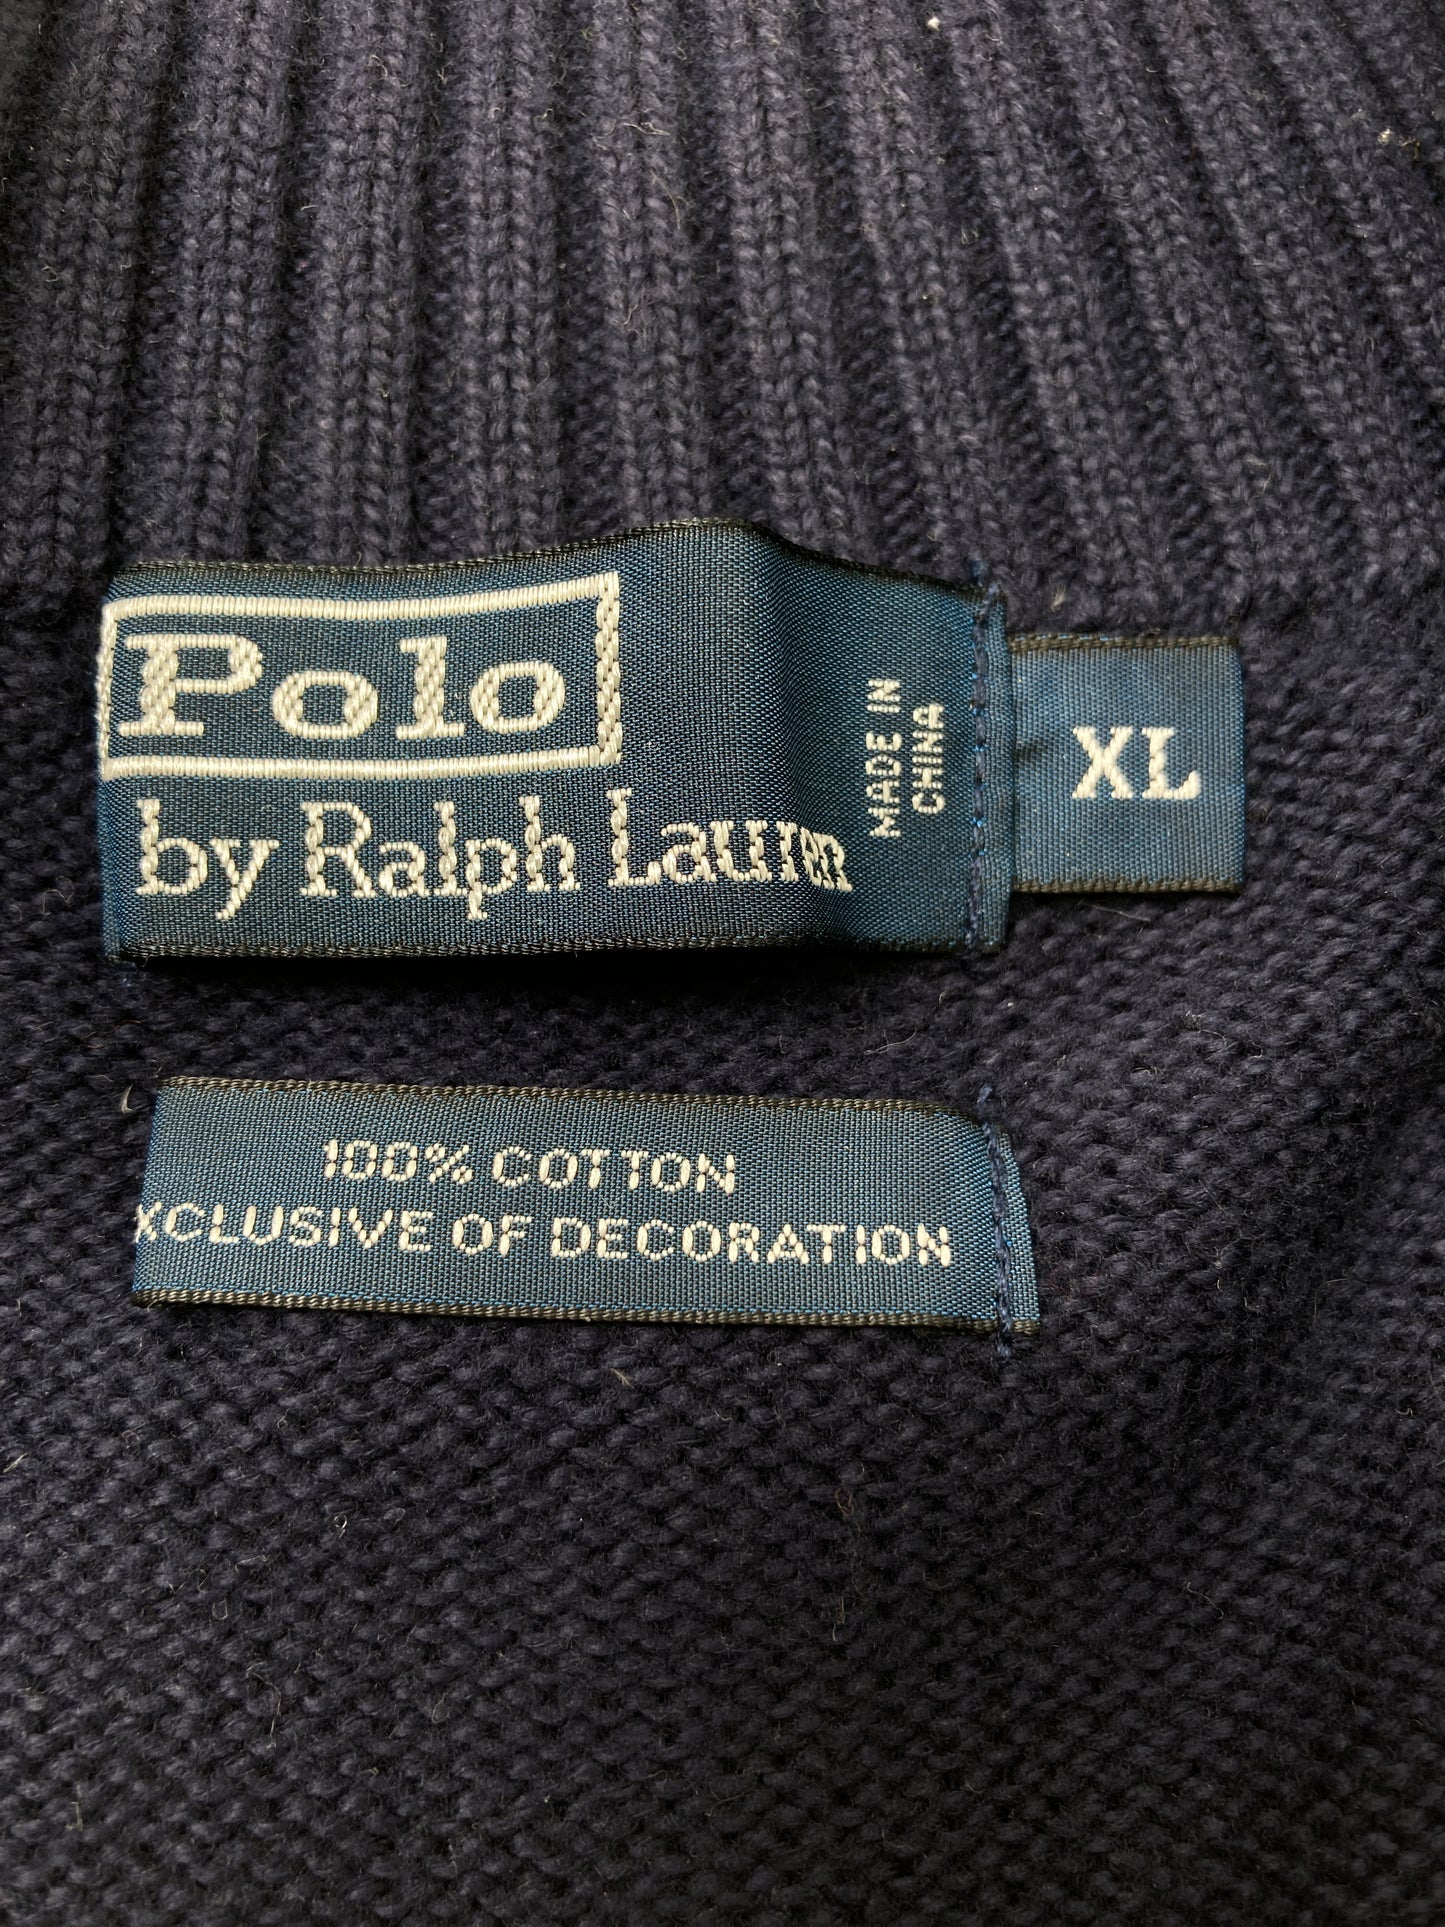 Polo
by Ralph Lauren
MADE IN
CHINA
XL
100% COTTON
XCLUSIVE OF DECORATION